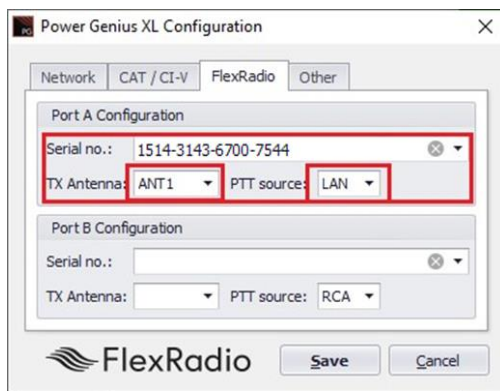 PG Power Genius XL Configuration
Network CAT / CI-V FlexRadio Other
Port A Configuration
Serial no.: 1514-3143-6700-7544
TX Antenna: ANT1 PTT source: LAN
Port B Configuration
Serial no.:
TX Antenna: PTT source: RCA
FlexRadio Save Cancel